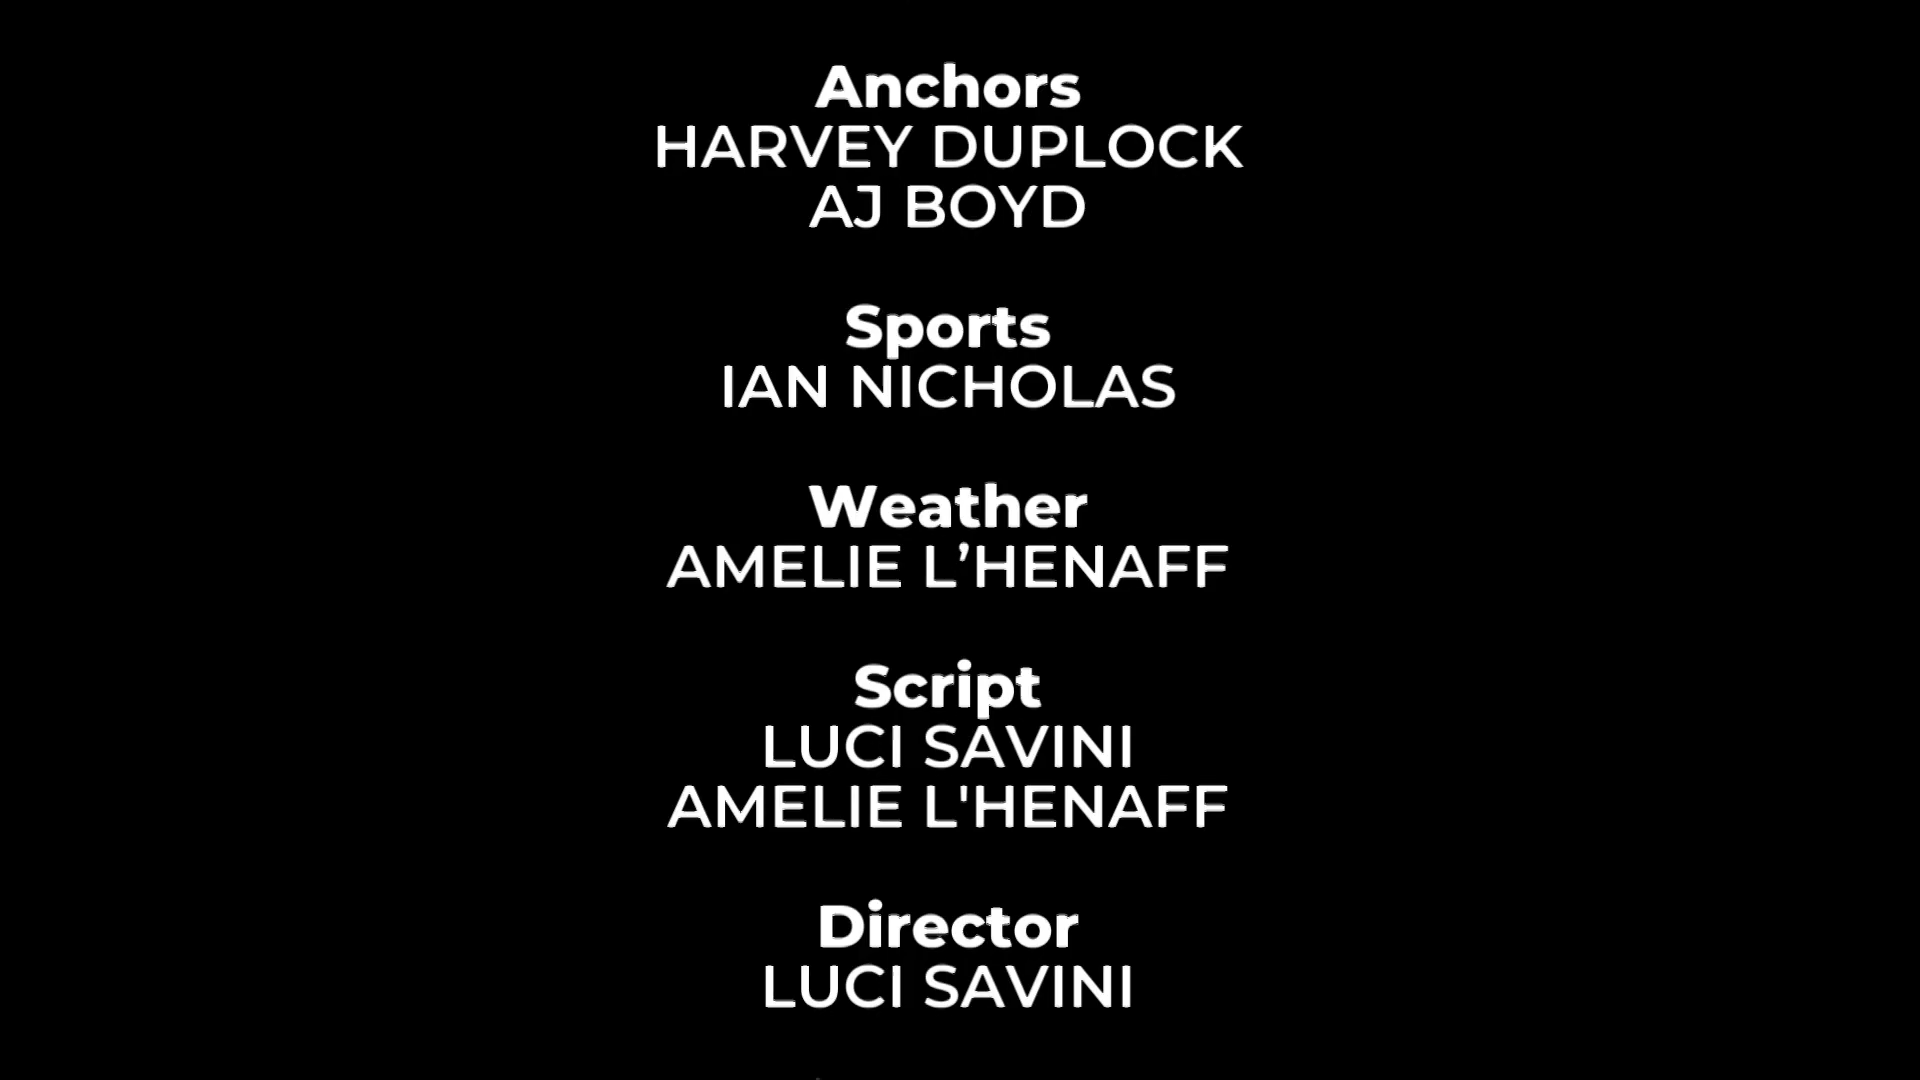 Anchors
HARVEY DUPLOCK
AJ BOYD
Sports
IAN NICHOLAS
Weather
AMELIE L’HENAFF
Script
LUCI SAVINI
AMELIE L'HENAFF
Director
LUCI SAVINI